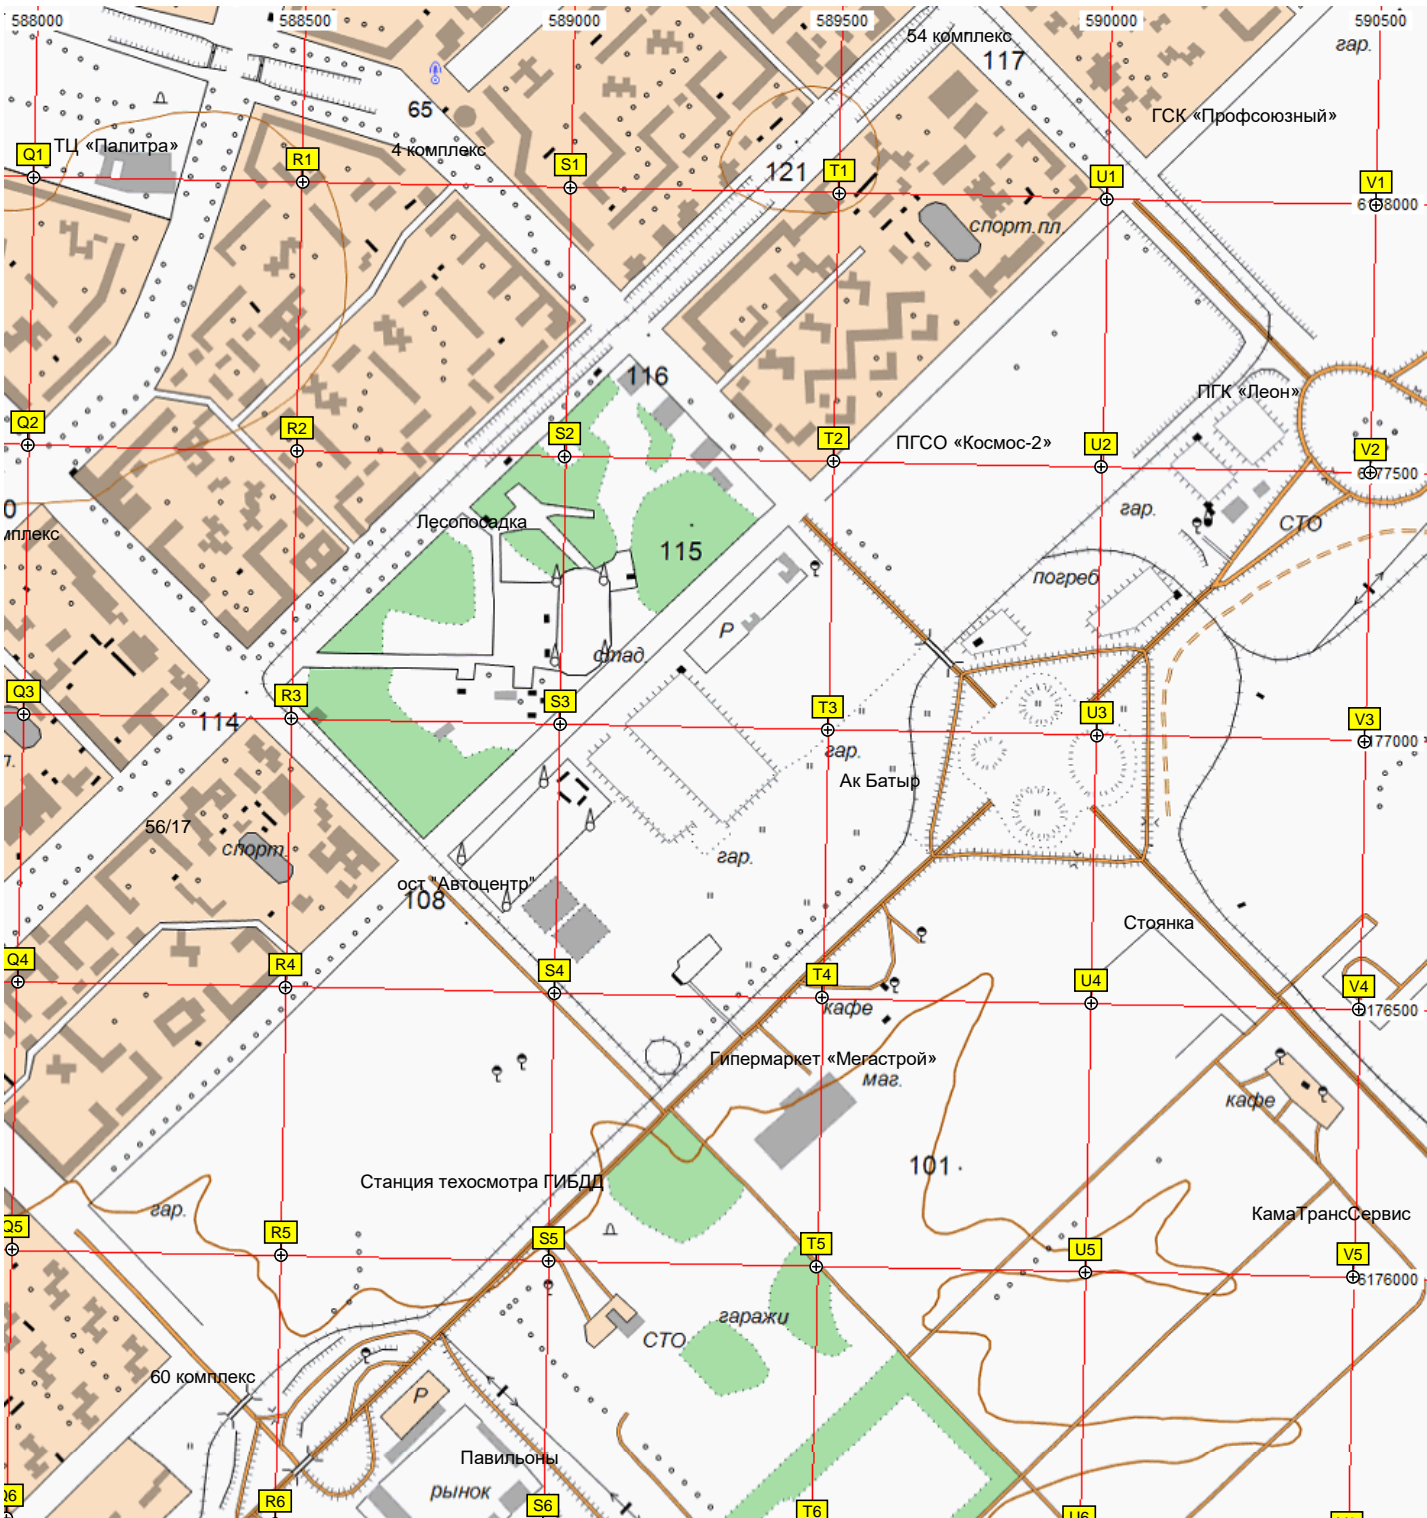 588000
588500
589000
589500
590000
590500
54 комплекс
117
гар.
65
ГСК «Профсоюзный»
ТЦ «Палитра»
4 комплекс
Q1
R1
S1
121
T1
U1
V1
спорт.пл.
116
ПГК «Леон»
Q2
R2
S2
T2
ПГСО «Космос-2»
U2
V2
Лесопосадка
гар.
СТО
115
погреб
P
стад.
Q3
R3
S3
T3
U3
V3
114
гар.
Ак Батыр
56/17
спорт.
гар.
ост "Автоцентр"
108
Стоянка
Q4
R4
S4
T4
U4
V4
кафе
Гипермаркет «Мегастрой»
маг.
кафе
101
Станция техосмотра ГИБДД
гар.
КамаТрансСервис
Q5
R5
S5
T5
U5
V5
6176000
гаражи
СТО
60 комплекс
P
Павильоны
рынок
R6
S6
T6
U6